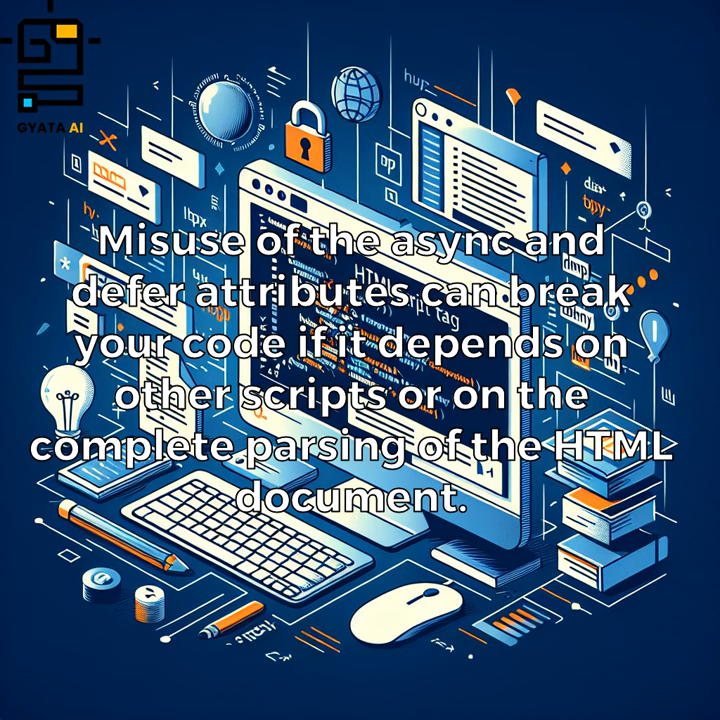 GYATA AI
Misuse of the async and
defer attributes can break
your code if it depends on
other scripts or on the
complete parsing of the HTML
document.